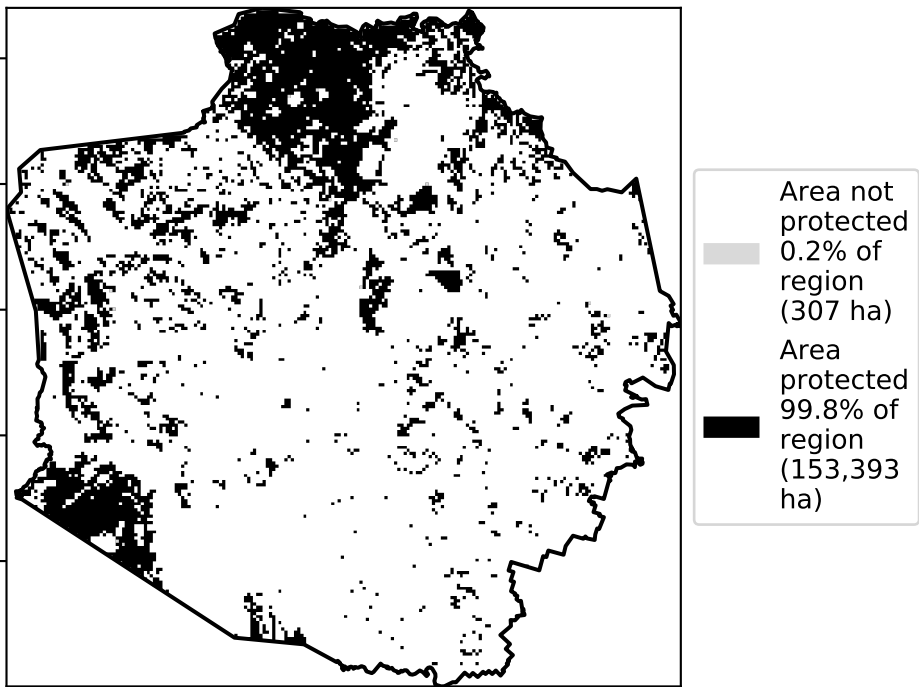 Area not
protected
0.2% of
region
(307 ha)
Area
protected
99.8% of
region
(153,393
ha)